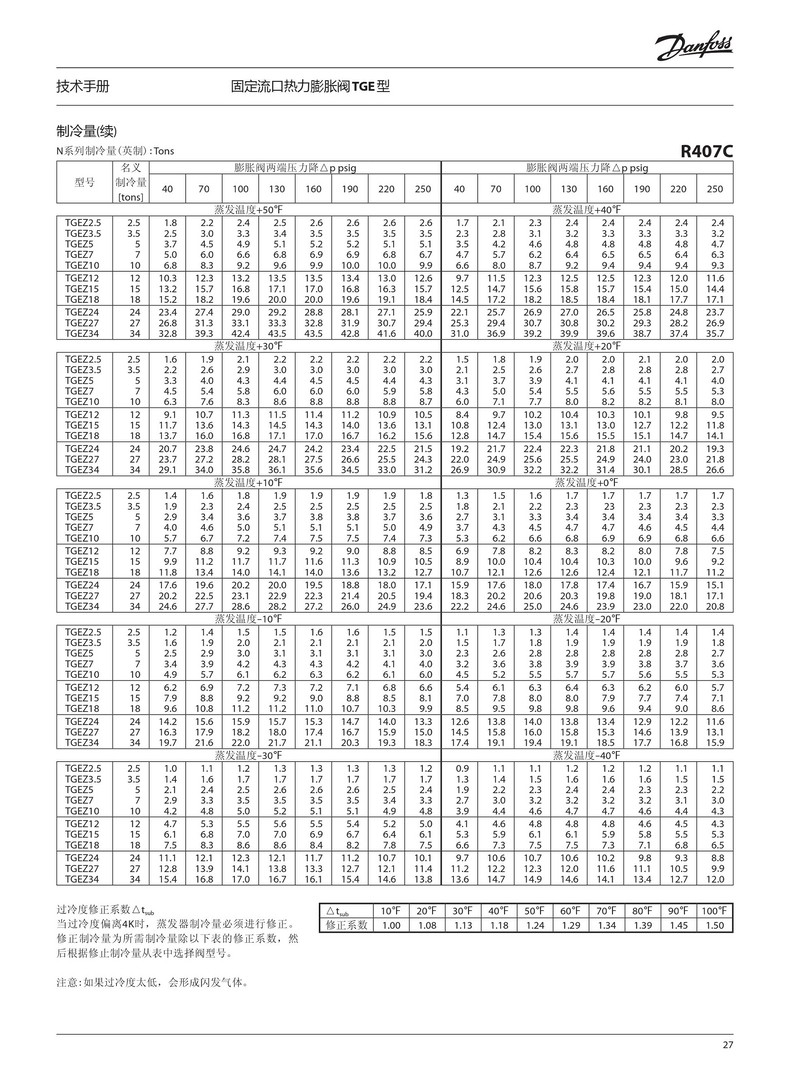 Danfoss
技术手册 固定流口热力膨胀阀TGE型
制冷量(续)
N系列制冷量(英制):Tons R407C
型号 名义制冷量[tons] 膨胀阀两端压力降△p psig 膨胀阀两端压力降△p psig
40 70 100 130 160 190 220 250 40 70 100 130 160 190 220 250
蒸发温度+50℉ 蒸发温度+40℉
TGEZ2.5 2.5 1.8 2.2 2.4 2.5 2.6 2.6 2.6 2.6 1.7 2.1 2.3 2.4 2.4 2.4 2.4 2.4
TGEZ3.5 3.5 2.5 3.0 3.3 3.4 3.5 3.5 3.5 3.5 2.3 2.8 3.1 3.2 3.3 3.3 3.3 3.2
TGEZ5 5 3.7 4.5 4.9 5.1 5.2 5.2 5.1 5.1 3.5 4.2 4.6 4.8 4.8 4.8 4.8 4.7
TGEZ7 7 5.0 6.0 6.6 6.8 6.9 6.9 6.8 6.7 4.7 5.7 6.2 6.4 6.5 6.5 6.4 6.3
TGEZ10 10 6.8 8.3 9.2 9.6 9.9 10.0 10.0 9.9 6.6 8.0 8.7 9.2 9.4 9.4 9.4 9.3
TGEZ12 12 10.3 12.3 13.2 13.5 13.5 13.4 13.0 12.6 9.7 11.5 12.3 12.5 12.5 12.3 12.0 11.6
TGEZ15 15 13.2 15.7 16.8 17.1 17.0 16.8 16.3 15.7 12.5 14.7 15.6 15.8 15.7 15.4 15.0 14.4
TGEZ18 18 15.2 18.2 19.6 20.0 20.0 19.6 19.1 18.4 14.5 17.2 18.2 18.5 18.4 18.1 17.7 17.1
TGEZ24 24 23.4 27.4 29.0 29.2 28.8 28.1 27.1 25.9 22.1 25.7 26.9 27.0 26.5 25.8 24.8 23.7
TGEZ27 27 26.8 31.3 33.1 33.3 32.8 31.9 30.7 29.4 25.3 29.4 30.7 30.8 30.2 29.3 28.2 26.9
TGEZ34 34 32.8 39.3 42.4 43.5 43.5 42.8 41.6 40.0 31.0 36.9 39.2 39.9 39.6 38.7 37.4 35.7
蒸发温度+30℉ 蒸发温度+20℉
TGEZ2.5 2.5 1.6 1.9 2.1 2.2 2.2 2.2 2.2 2.2 1.5 1.8 1.9 2.0 2.0 2.1 2.0 2.0
TGEZ3.5 3.5 2.2 2.6 2.9 3.0 3.0 3.0 3.0 3.0 2.1 2.5 2.6 2.7 2.8 2.8 2.8 2.7
TGEZ5 5 3.3 4.0 4.3 4.4 4.5 4.5 4.4 4.3 3.1 3.7 3.9 4.1 4.1 4.1 4.1 4.0
TGEZ7 7 4.5 5.4 5.8 6.0 6.0 6.0 5.9 5.8 4.3 5.0 5.4 5.5 5.6 5.5 5.5 5.3
TGEZ10 10 6.3 7.6 8.3 8.6 8.8 8.8 8.8 8.7 6.0 7.1 7.7 8.0 8.2 8.2 8.1 8.0
TGEZ12 12 9.1 10.7 11.3 11.5 11.4 11.2 10.9 10.5 8.4 9.7 10.2 10.4 10.3 10.1 9.8 9.5
TGEZ15 15 11.7 13.6 14.3 14.5 14.3 14.0 13.6 13.1 10.8 12.4 13.0 13.1 13.0 12.7 12.2 11.8
TGEZ18 18 13.7 16.0 16.8 17.1 17.0 16.7 16.2 15.6 12.8 14.7 15.4 15.6 15.5 15.1 14.7 14.1
TGEZ24 24 20.7 23.8 24.6 24.7 24.2 23.4 22.5 21.5 19.2 21.7 22.4 22.3 21.8 21.1 20.2 19.3
TGEZ27 27 23.7 27.2 28.2 28.1 27.5 26.6 25.5 24.3 22.0 24.9 25.6 25.5 24.9 24.0 23.0 21.8
TGEZ34 34 29.1 34.0 35.8 36.1 35.6 34.5 33.0 31.2 26.9 30.9 32.2 32.2 31.4 30.1 28.5 26.6
蒸发温度+10℉ 蒸发温度+0℉
TGEZ2.5 2.5 1.4 1.6 1.8 1.9 1.9 1.9 1.9 1.8 1.3 1.5 1.6 1.7 1.7 1.7 1.7 1.7
TGEZ3.5 3.5 1.9 2.3 2.4 2.5 2.5 2.5 2.5 2.5 1.8 2.1 2.2 2.3 23 2.3 2.3 2.3
TGEZ5 5 2.9 3.4 3.6 3.7 3.8 3.8 3.7 3.6 2.7 3.1 3.3 3.4 3.4 3.4 3.4 3.3
TGEZ7 7 4.0 4.6 5.0 5.1 5.1 5.1 5.0 4.9 3.7 4.3 4.5 4.7 4.7 4.6 4.5 4.4
TGEZ10 10 5.7 6.7 7.2 7.4 7.5 7.5 7.4 7.3 5.3 6.2 6.6 6.8 6.9 6.9 6.8 6.6
TGEZ12 12 7.7 8.8 9.2 9.3 9.2 9.0 8.8 8.5 6.9 7.8 8.2 8.3 8.2 8.0 7.8 7.5
TGEZ15 15 9.9 11.2 11.7 11.7 11.6 11.3 10.9 10.5 8.9 10.0 10.4 10.4 10.3 10.0 9.6 9.2
TGEZ18 18 11.8 13.4 14.0 14.1 14.0 13.6 13.2 12.7 10.7 12.1 12.6 12.6 12.4 12.1 11.7 11.2
TGEZ24 24 17.6 19.6 20.2 20.0 19.5 18.8 18.0 17.1 15.9 17.6 18.0 17.8 17.4 16.7 15.9 15.1
TGEZ27 27 20.2 22.5 23.1 22.9 22.3 21.4 20.5 19.4 18.3 20.2 20.6 20.3 19.8 19.0 18.1 17.1
TGEZ34 34 24.6 27.7 28.6 28.2 27.2 26.0 24.9 23.6 22.2 24.6 25.0 24.6 23.9 23.0 22.0 20.8
蒸发温度-10℉ 蒸发温度-20℉
TGEZ2.5 2.5 1.2 1.4 1.5 1.5 1.6 1.6 1.5 1.5 1.1 1.3 1.3 1.4 1.4 1.4 1.4 1.4
TGEZ3.5 3.5 1.6 1.9 2.0 2.1 2.1 2.1 2.1 2.0 1.5 1.7 1.8 1.9 1.9 1.9 1.9 1.8
TGEZ5 5 2.5 2.9 3.0 3.1 3.1 3.1 3.1 3.0 2.3 2.6 2.8 2.8 2.8 2.8 2.8 2.7
TGEZ7 7 3.4 3.9 4.2 4.3 4.3 4.2 4.1 4.0 3.2 3.6 3.8 3.9 3.9 3.8 3.7 3.6
TGEZ10 10 4.9 5.7 6.1 6.2 6.3 6.2 6.1 6.0 4.5 5.2 5.5 5.7 5.7 5.6 5.5 5.3
TGEZ12 12 6.2 6.9 7.2 7.3 7.2 7.1 6.8 6.6 5.4 6.1 6.3 6.4 6.3 6.2 6.0 5.7
TGEZ15 15 7.9 8.8 9.2 9.2 9.0 8.8 8.5 8.1 7.0 7.8 8.0 8.0 7.9 7.7 7.4 7.1
TGEZ18 18 9.6 10.8 11.2 11.2 11.0 10.7 10.3 9.9 8.5 9.5 9.8 9.8 9.6 9.4 9.0 8.6
TGEZ24 24 14.2 15.6 15.9 15.7 15.3 14.7 14.0 13.3 12.6 13.8 14.0 13.8 13.4 12.9 12.2 11.6
TGEZ27 27 16.3 17.9 18.2 18.0 17.4 16.7 15.9 15.0 14.5 15.8 16.0 15.8 15.3 14.6 13.9 13.1
TGEZ34 34 19.7 21.6 22.0 21.7 21.1 20.3 19.3 18.3 17.4 19.1 19.4 19.1 18.5 17.7 16.8 15.9
蒸发温度-30℉ 蒸发温度-40℉
TGEZ2.5 2.5 1.0 1.1 1.2 1.3 1.3 1.3 1.3 1.2 0.9 1.1 1.1 1.2 1.2 1.2 1.1 1.1
TGEZ3.5 3.5 1.4 1.6 1.7 1.7 1.7 1.7 1.7 1.7 1.3 1.4 1.5 1.6 1.6 1.6 1.5 1.5
TGEZ5 5 2.1 2.4 2.5 2.6 2.6 2.6 2.5 2.4 1.9 2.2 2.3 2.4 2.4 2.3 2.3 2.2
TGEZ7 7 2.9 3.3 3.5 3.5 3.5 3.5 3.4 3.3 2.7 3.0 3.2 3.2 3.2 3.2 3.1 3.0
TGEZ10 10 4.2 4.8 5.0 5.2 5.1 5.1 4.9 4.8 3.9 4.4 4.6 4.7 4.7 4.6 4.4 4.3
TGEZ12 12 4.7 5.3 5.5 5.6 5.5 5.4 5.2 5.0 4.1 4.6 4.8 4.8 4.8 4.6 4.5 4.3
TGEZ15 15 6.1 6.8 7.0 7.0 6.9 6.7 6.4 6.1 5.3 5.9 6.1 6.1 5.9 5.8 5.5 5.3
TGEZ18 18 7.5 8.3 8.6 8.6 8.4 8.2 7.8 7.5 6.6 7.3 7.5 7.5 7.3 7.1 6.8 6.5
TGEZ24 24 11.1 12.1 12.3 12.1 11.7 11.2 10.7 10.1 9.7 10.6 10.7 10.6 10.2 9.8 9.3 8.8
TGEZ27 27 12.8 13.9 14.1 13.8 13.3 12.7 12.1 11.4 11.2 12.2 12.3 12.0 11.6 11.1 10.5 9.9
TGEZ34 34 15.4 16.8 17.0 16.7 16.1 15.4 14.6 13.8 13.6 14.7 14.9 14.6 14.1 13.4 12.7 12.0
过冷度修正系数△tsub
当过冷度偏离4K时，蒸发器制冷量必须进行修正。
修正制冷量为所需制冷量除以下表的修正系数，然
后根据修正制冷量从表中选择阀型号。
△tsub 10℉ 20℉ 30℉ 40℉ 50℉ 60℉ 70℉ 80℉ 90℉ 100℉
修正系数 1.00 1.08 1.13 1.18 1.24 1.29 1.34 1.39 1.45 1.50
注意:如果过冷度太低，会形成闪发气体。
27